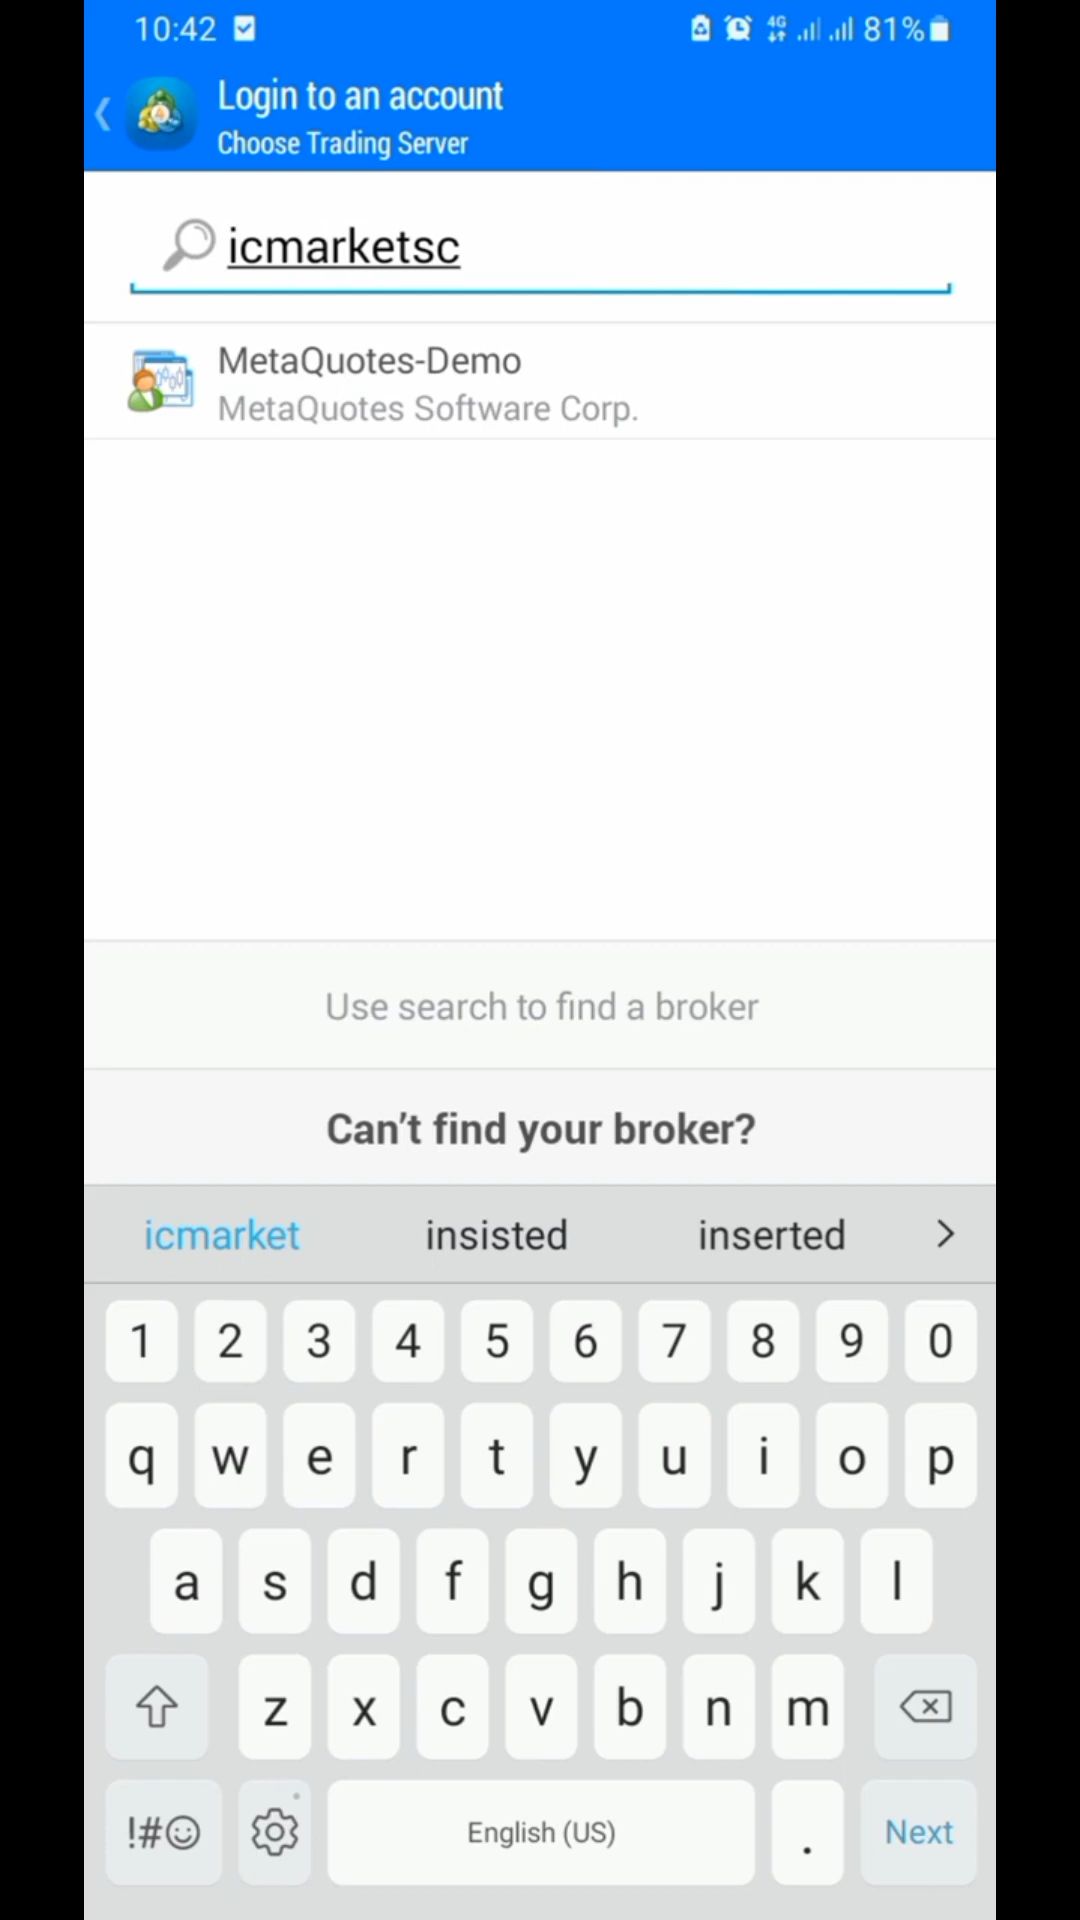 10:42
4G
81%
Login to an account
Choose Trading Server
icmarketsc
MetaQuotes-Demo
MetaQuotes Software Corp.
Use search to find a broker
Can’t find your broker?
icmarket insisted inserted
1 2 3 4 5 6 7 8 9 0
q w e r t y u i o p
a s d f g h j k l
z x c v b n m
!# English (US) . Next